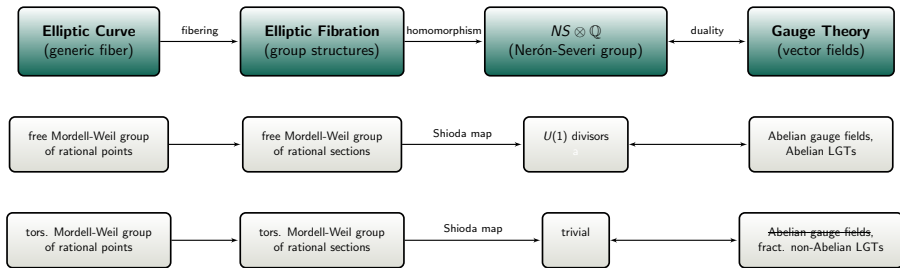 Elliptic Curve
(generic fiber)
fibering
Elliptic Fibration
(group structures)
homomorphism
NS ⊗ ℚ
(Nerón-Severi group)
duality
Gauge Theory
(vector fields)
free Mordell-Weil group
of rational points
free Mordell-Weil group
of rational sections
Shioda map
U(1) divisors
Abelian gauge fields,
Abelian LGTs
tors. Mordell-Weil group
of rational points
tors. Mordell-Weil group
of rational sections
Shioda map
trivial
Abelian gauge fields,
fract. non-Abelian LGTs